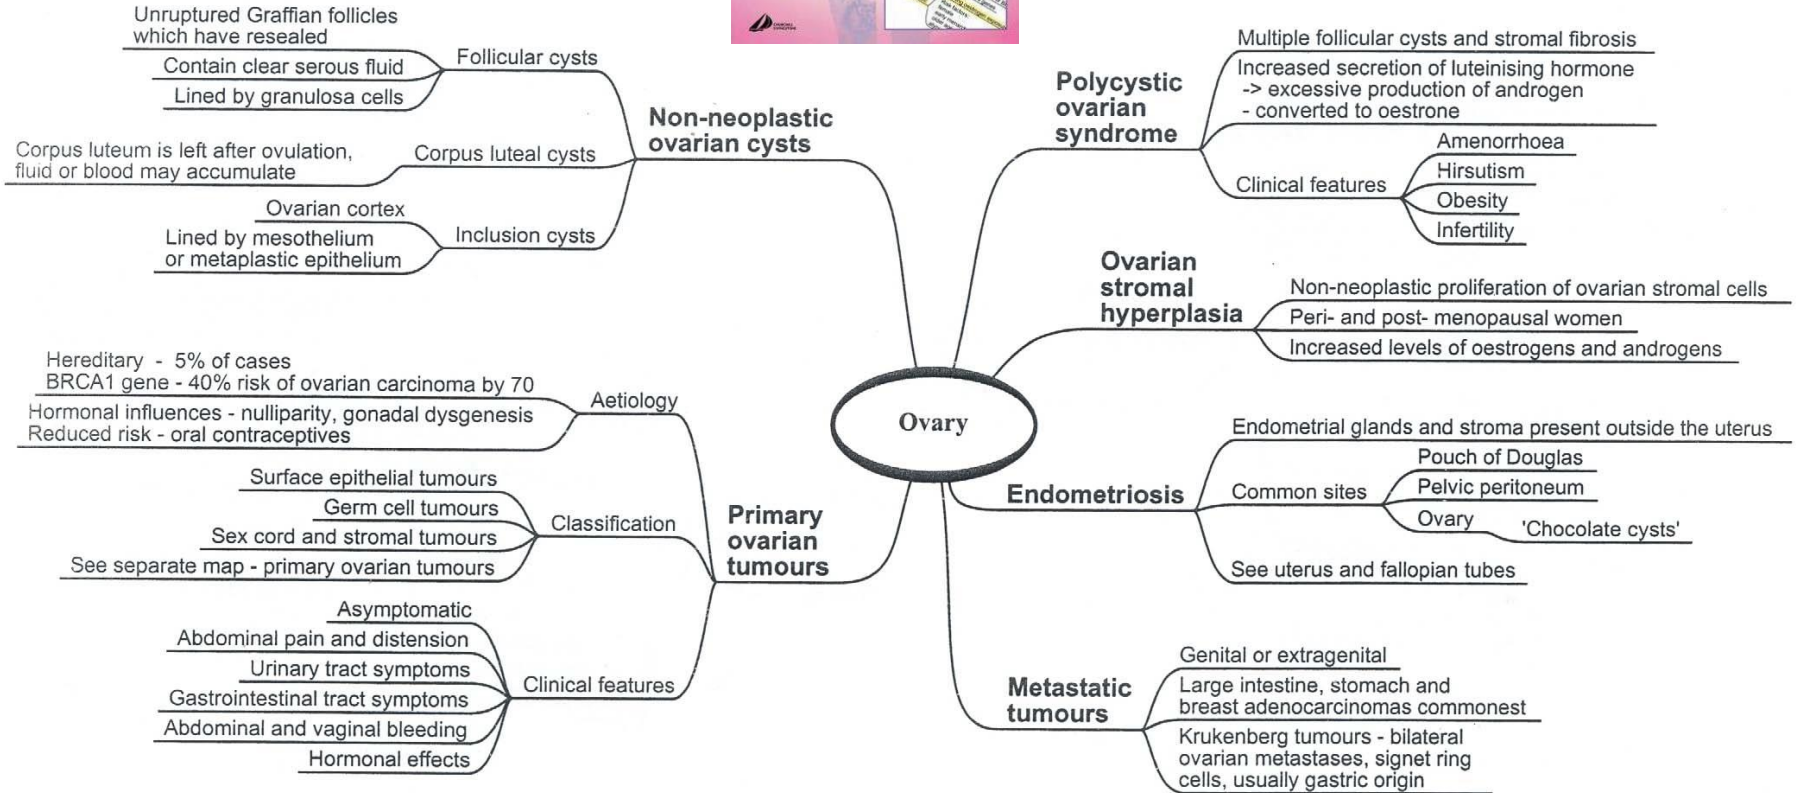 Unruptured Graffian follicles
which have resealed
Contain clear serous fluid
Lined by granulosa cells
Follicular cysts
Corpus luteum is left after ovulation,
fluid or blood may accumulate
Corpus luteal cysts
Ovarian cortex
Lined by mesothelium
or metaplastic epithelium
Inclusion cysts
Non-neoplastic
ovarian cysts
Hereditary - 5% of cases
BRCA1 gene - 40% risk of ovarian carcinoma by 70
Hormonal influences - nulliparity, gonadal dysgenesis
Reduced risk - oral contraceptives
Aetiology
Surface epithelial tumours
Germ cell tumours
Sex cord and stromal tumours
See separate map - primary ovarian tumours
Classification
Asymptomatic
Abdominal pain and distension
Urinary tract symptoms
Gastrointestinal tract symptoms
Abdominal and vaginal bleeding
Hormonal effects
Clinical features
Primary
ovarian
tumours
Ovary
Polycystic
ovarian
syndrome
Multiple follicular cysts and stromal fibrosis
Increased secretion of luteinising hormone
-> excessive production of androgen
- converted to oestrone
Clinical features
Amenorrhoea
Hirsutism
Obesity
Infertility
Ovarian
stromal
hyperplasia
Non-neoplastic proliferation of ovarian stromal cells
Peri- and post- menopausal women
Increased levels of oestrogens and androgens
Endometriosis
Endometrial glands and stroma present outside the uterus
Common sites
Pouch of Douglas
Pelvic peritoneum
Ovary
'Chocolate cysts'
See uterus and fallopian tubes
Metastatic
tumours
Genital or extragenital
Large intestine, stomach and
breast adenocarcinomas commonest
Krukenberg tumours - bilateral
ovarian metastases, signet ring
cells, usually gastric origin